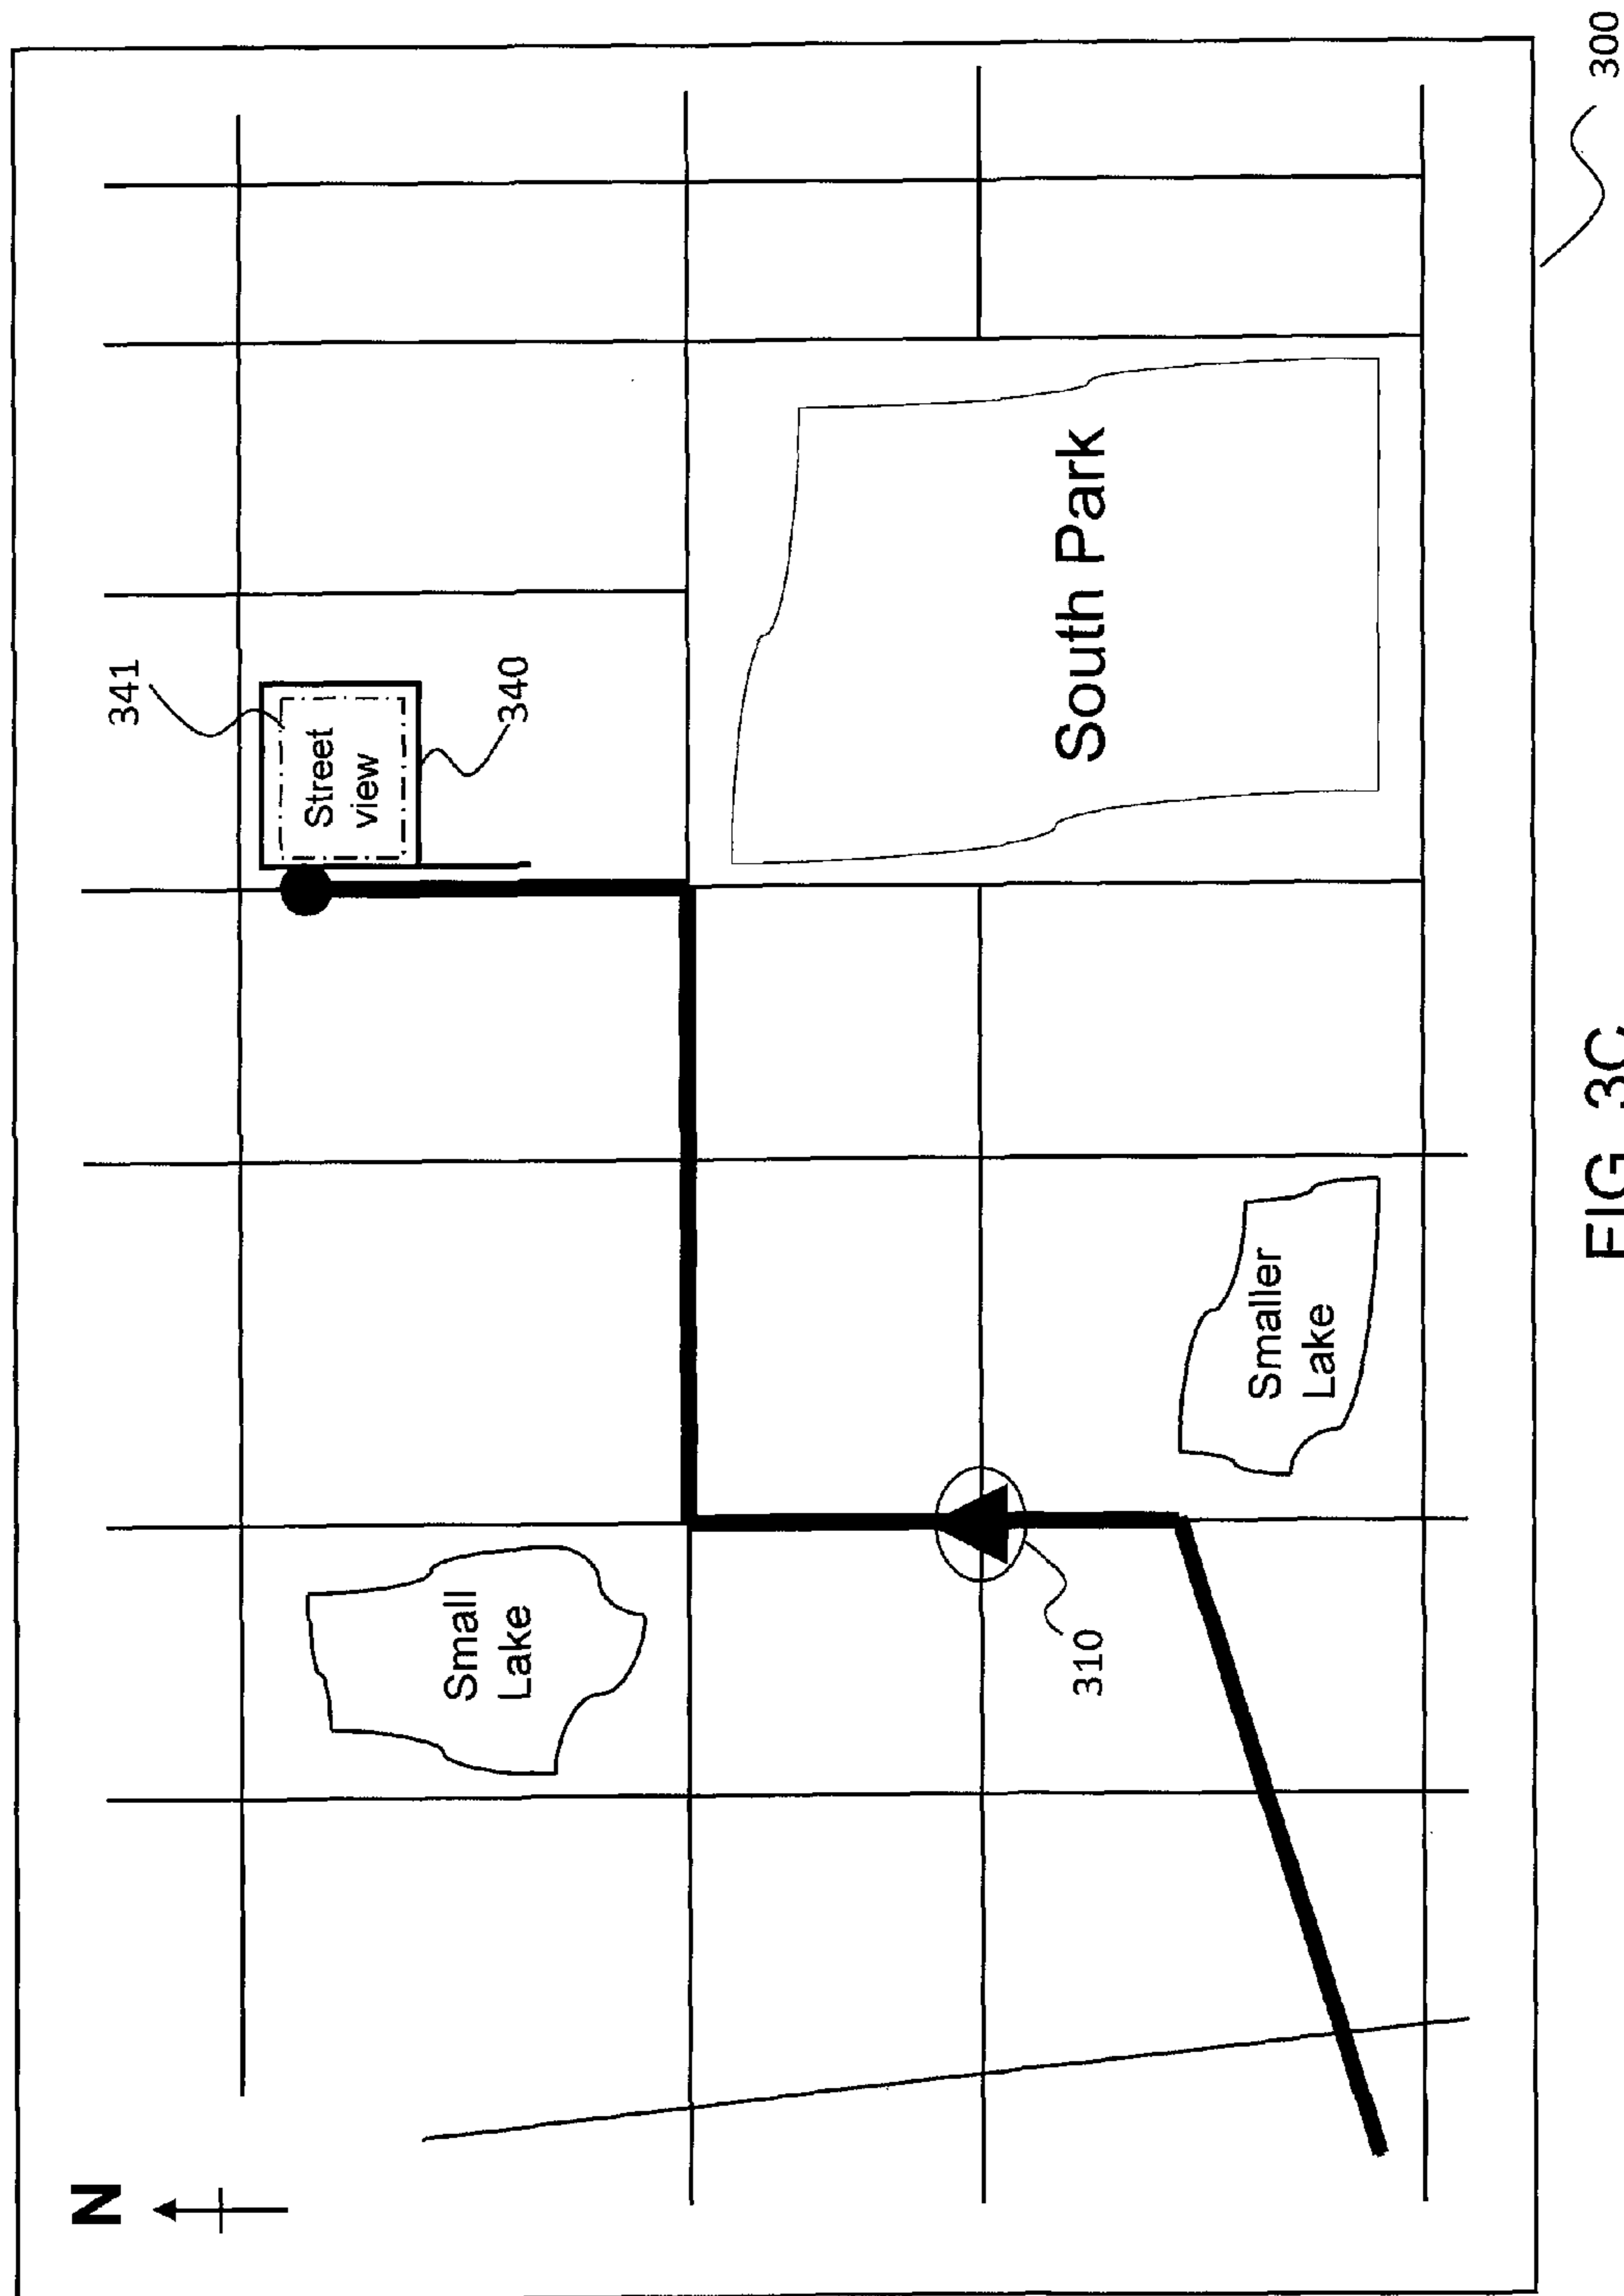 N
341
Street
view
340
Small
Lake
South Park
310
Smaller
Lake
300
FIG. 3C